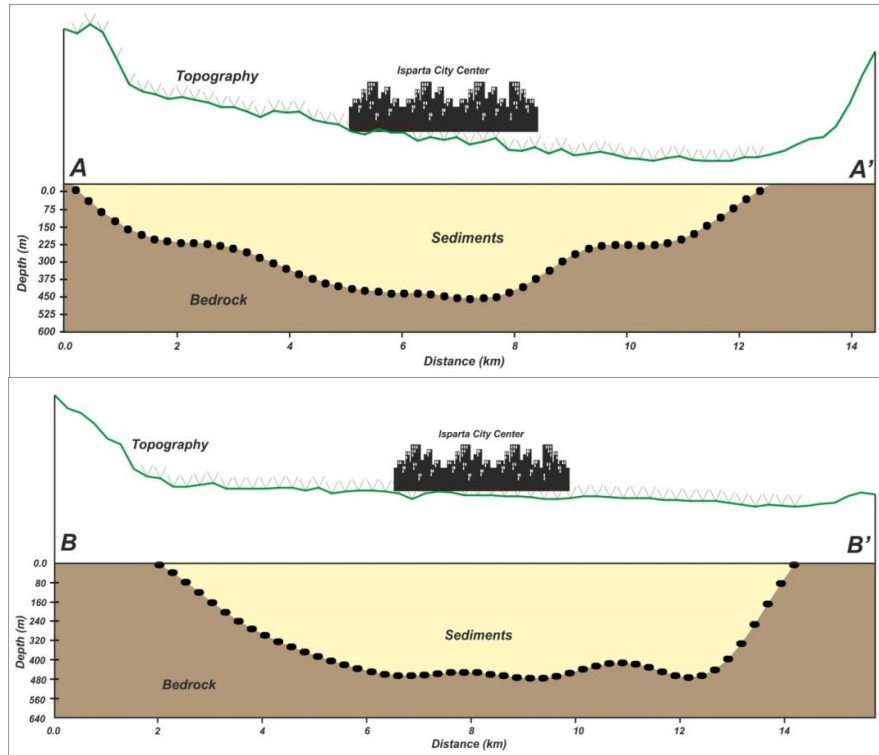 Topography
Isparta City Center
A
A'
0.0
75
150
225
300
375
450
525
600
Depth (m)
Sediments
Bedrock
0.0
2
4
6
8
10
12
14
Distance (km)
Topography
Isparta City Center
B
B'
0.0
80
160
240
320
400
480
560
640
Depth (m)
Sediments
Bedrock
0.0
2
4
6
8
10
12
14
Distance (km)